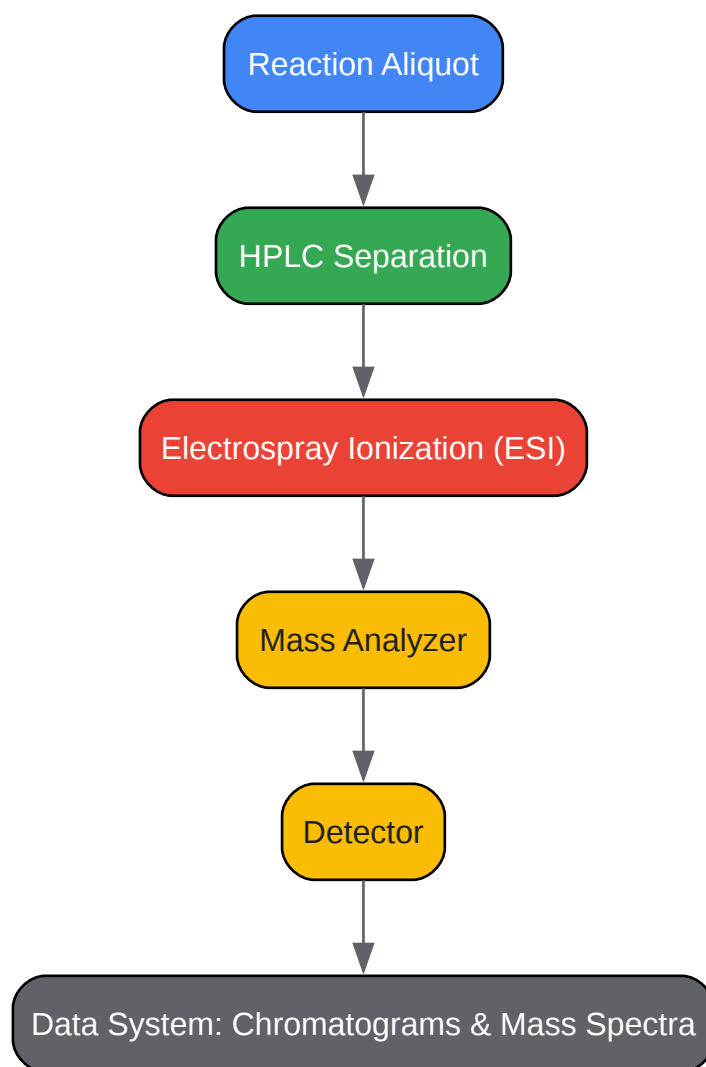 Reaction Aliquot
HPLC Separation
Electrospray Ionization (ESI)
Mass Analyzer
Detector
Data System: Chromatograms & Mass Spectra